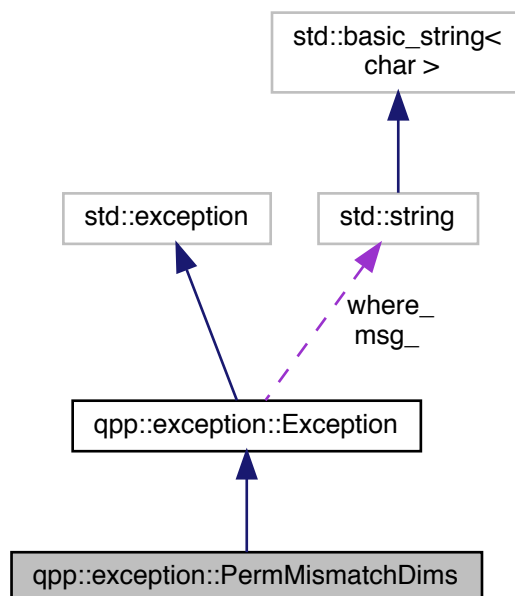 std::basic_string<
char >
std::exception
std::string
where_
msg_
qpp::exception::Exception
qpp::exception::PermMismatchDims